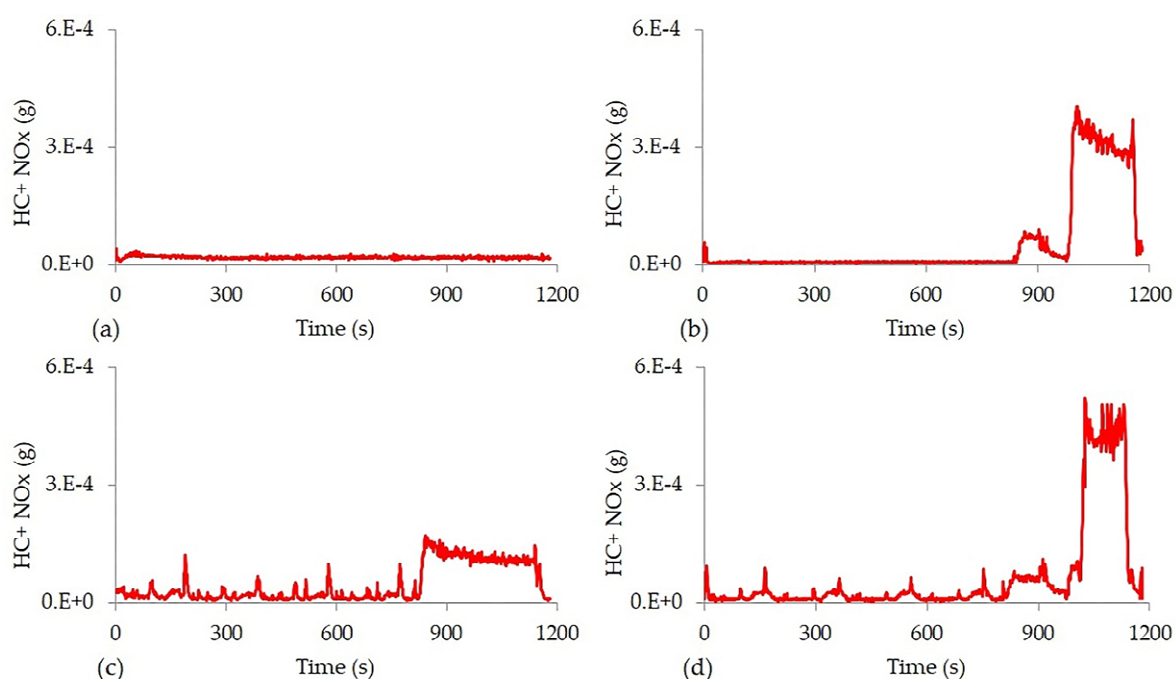 6.E-4
3.E-4
0.E+0
HC+ NOx (g)
0 300 600 900 1200
Time (s)
(a)
6.E-4
3.E-4
0.E+0
HC+ NOx (g)
0 300 600 900 1200
Time (s)
(b)
6.E-4
3.E-4
0.E+0
HC+ NOx (g)
0 300 600 900 1200
Time (s)
(c)
6.E-4
3.E-4
0.E+0
HC+ NOx (g)
0 300 600 900 1200
Time (s)
(d)